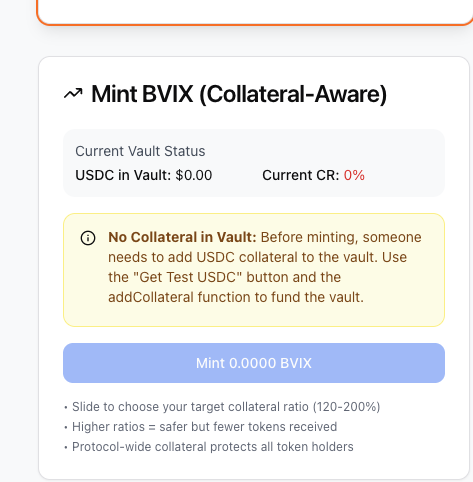 Mint BVIX (Collateral-Aware)
Current Vault Status
USDC in Vault: $0.00 Current CR: 0%
No Collateral in Vault: Before minting, someone
needs to add USDC collateral to the vault. Use
the "Get Test USDC" button and the
addCollateral function to fund the vault.
Mint 0.0000 BVIX
• Slide to choose your target collateral ratio (120-200%)
• Higher ratios = safer but fewer tokens received
• Protocol-wide collateral protects all token holders